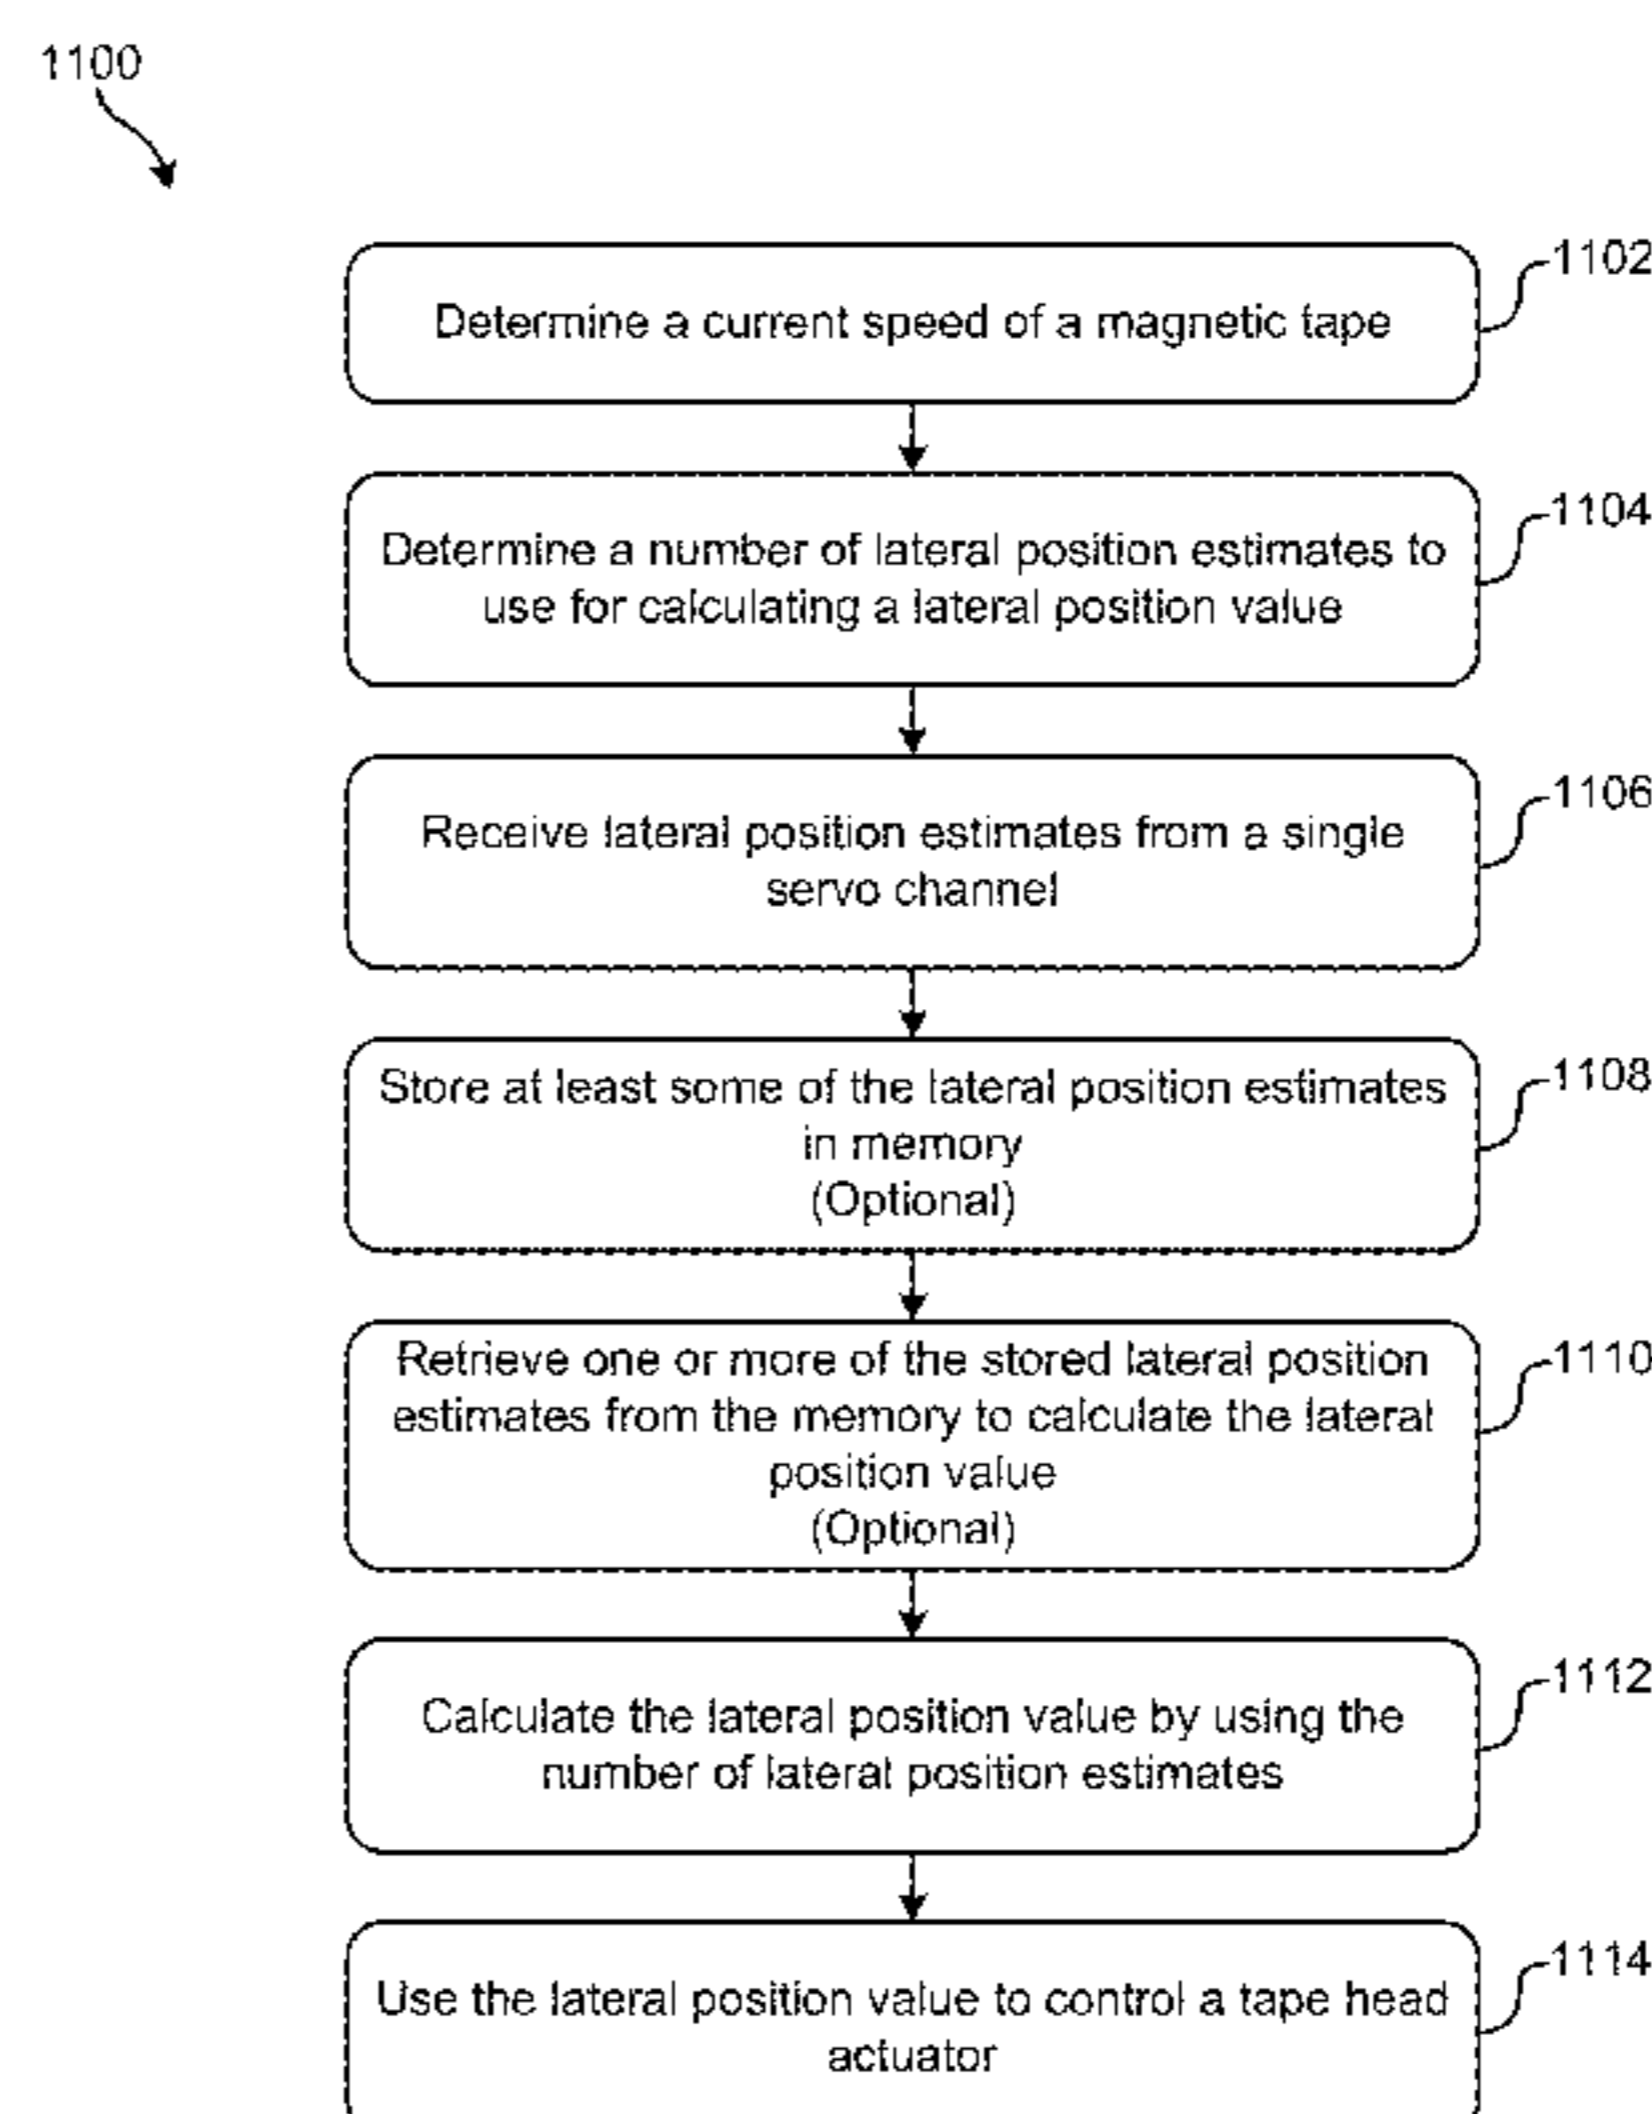 1100
1102
Determine a current speed of a magnetic tape
1104
Determine a number of lateral position estimates to
use for calculating a lateral position value
1106
Receive lateral position estimates from a single
servo channel
1108
Store at least some of the lateral position estimates
in memory
(Optional)
1110
Retrieve one or more of the stored lateral position
estimates from the memory to calculate the lateral
position value
(Optional)
1112
Calculate the lateral position value by using the
number of lateral position estimates
1114
Use the lateral position value to control a tape head
actuator